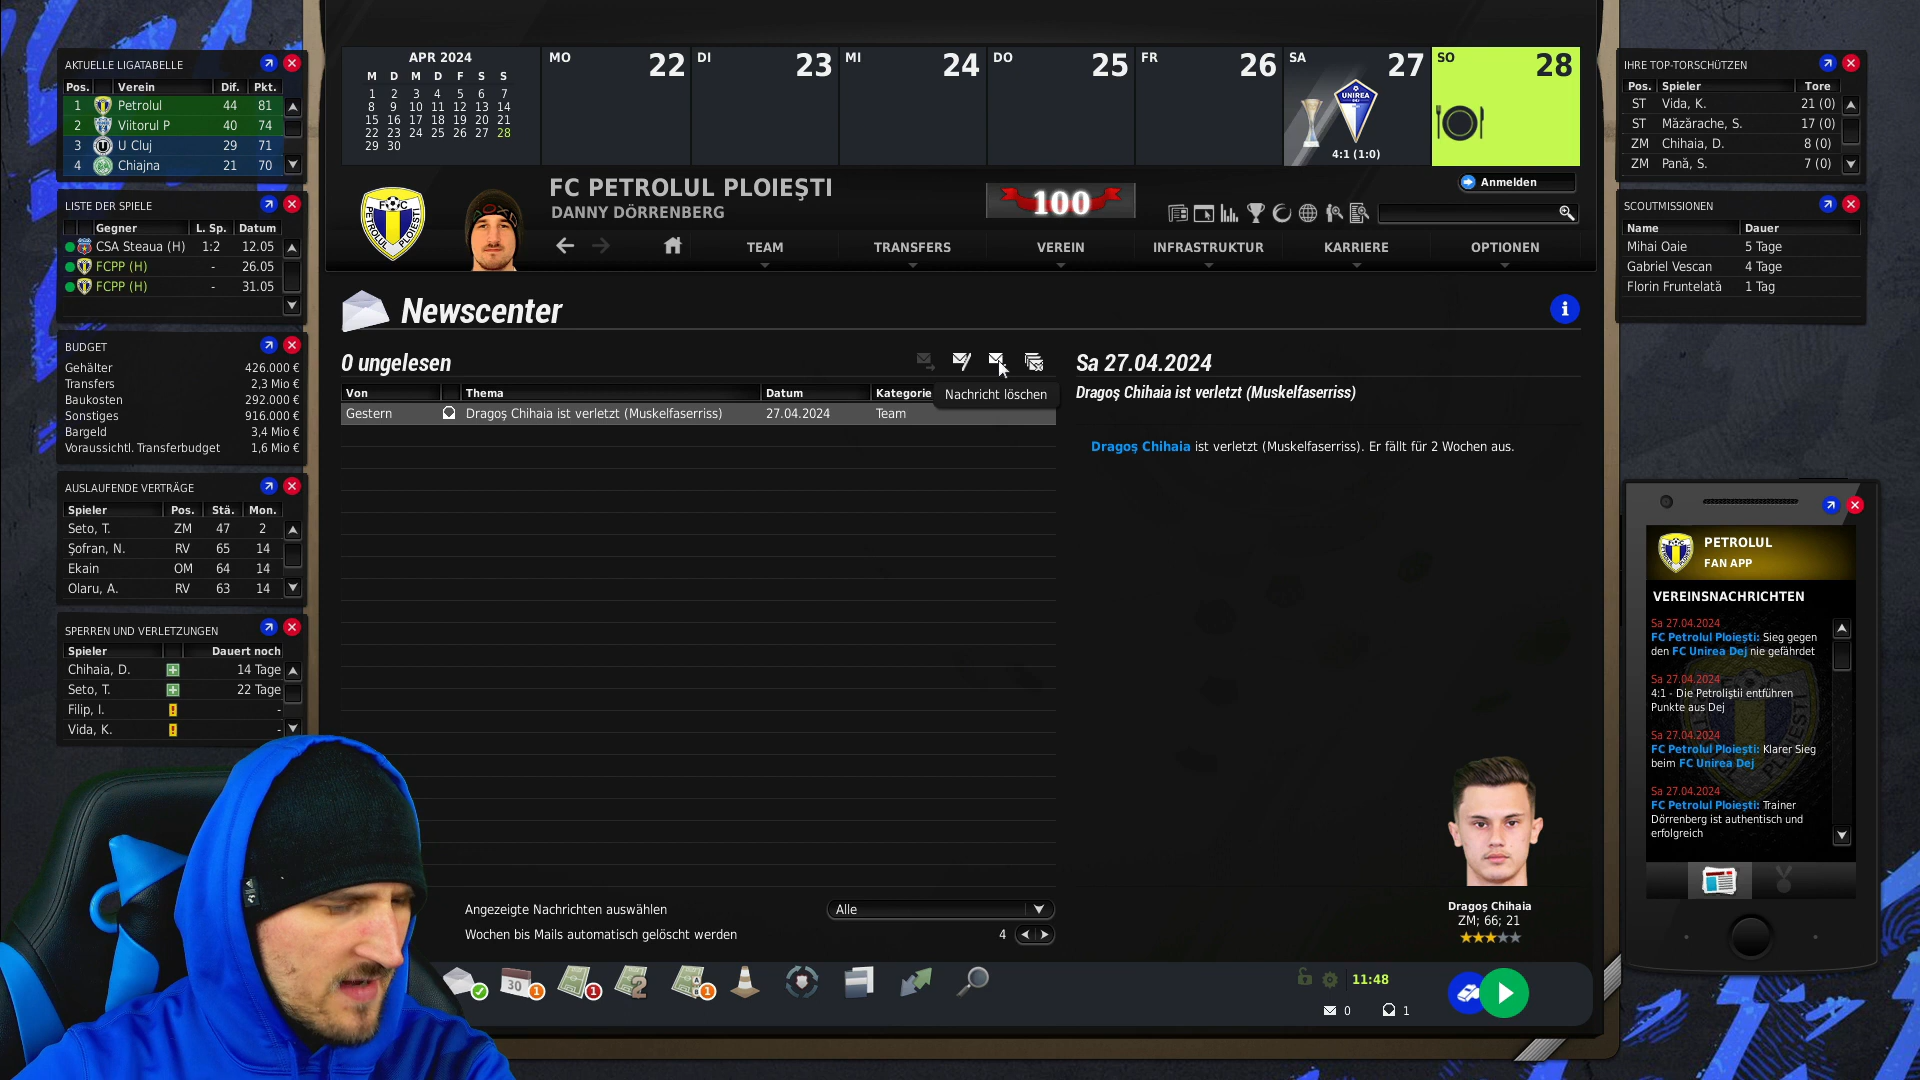 AKTUELLE LIGATABELLE
Pos. Verein Dif. Pkt.
1 Petrolul 44 81
2 Viitorul P 40 74
3 U Cluj 29 71
4 Chiajna 21 70
LISTE DER SPIELE
Gegner L. Sp. Datum
CSA Steaua (H) 1:2 12.05
FCPP (H) - 26.05
FCPP (H) - 31.05
BUDGET
Gehälter 426.000 €
Transfers 2,3 Mio €
Baukosten 292.000 €
Sonstiges 916.000 €
Bargeld 3,4 Mio €
Voraussichtl. Transferbudget 1,6 Mio €
AUSLAUFENDE VERTRÄGE
Spieler Pos. Stä. Mon.
Seto, T. ZM 47 2
Şofran, N. RV 65 14
Ekain OM 64 14
Olaru, A. RV 63 14
SPERREN UND VERLETZUNGEN
Spieler Dauert noch
Chihaia, D. 14 Tage
Seto, T. 22 Tage
Filip, I. -
Vida, K. -
APR 2024
M D M D F S S
1 2 3 4 5 6 7
8 9 10 11 12 13 14
15 16 17 18 19 20 21
22 23 24 25 26 27 28
29 30
MO 22
DI 23
MI 24
DO 25
FR 26
SA 27
UNIREA
DEJ
4:1 (1:0)
SO 28
FC PETROLUL PLOIEŞTI
DANNY DÖRRENBERG
100
Anmelden
TEAM TRANSFERS VEREIN INFRASTRUKTUR KARRIERE OPTIONEN
Newscenter
0 ungelesen
Von Thema Datum Kategorie
Nachricht löschen
Gestern Dragoş Chihaia ist verletzt (Muskelfaserriss) 27.04.2024 Team
Sa 27.04.2024
Dragoş Chihaia ist verletzt (Muskelfaserriss)
Dragoş Chihaia ist verletzt (Muskelfaserriss). Er fällt für 2 Wochen aus.
Dragoş Chihaia
ZM; 66; 21
Angezeigte Nachrichten auswählen Alle
Wochen bis Mails automatisch gelöscht werden 4
30 1 1 2 1
11:48
0 1
IHRE TOP-TORSCHÜTZEN
Pos. Spieler Tore
ST Vida, K. 21 (0)
ST Măzărache, S. 17 (0)
ZM Chihaia, D. 8 (0)
ZM Pană, S. 7 (0)
SCOUTMISSIONEN
Name Dauer
Mihai Oaie 5 Tage
Gabriel Vescan 4 Tage
Florin Fruntelată 1 Tag
PETROLUL
FAN APP
VEREINSNACHRICHTEN
Sa 27.04.2024
FC Petrolul Ploieşti: Sieg gegen
den FC Unirea Dej nie gefährdet
Sa 27.04.2024
4:1 - Die Petroliştii entführen
Punkte aus Dej
Sa 27.04.2024
FC Petrolul Ploieşti: Klarer Sieg
beim FC Unirea Dej
Sa 27.04.2024
FC Petrolul Ploieşti: Trainer
Dörrenberg ist authentisch und
erfolgreich